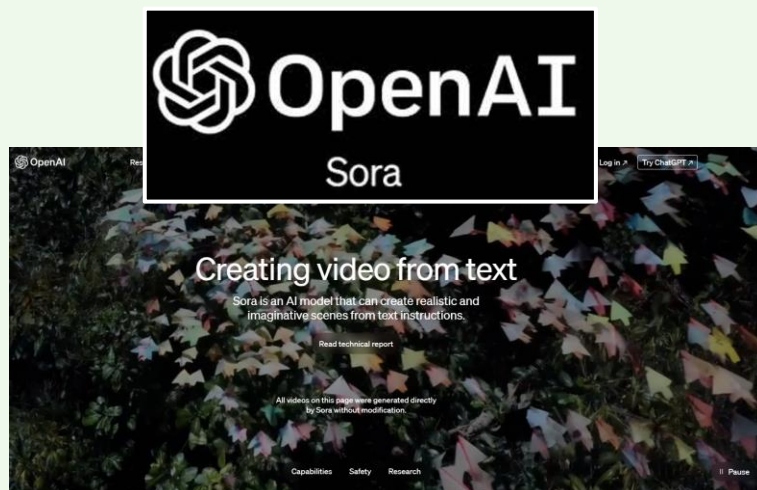 OpenAI
Sora
OpenAI
Log in ↗
Try ChatGPT ↗
Creating video from text
Sora is an AI model that can create realistic and
imaginative scenes from text instructions.
Read technical report
All videos on this page were generated directly
by Sora without modification.
Capabilities
Safety
Research
Pause